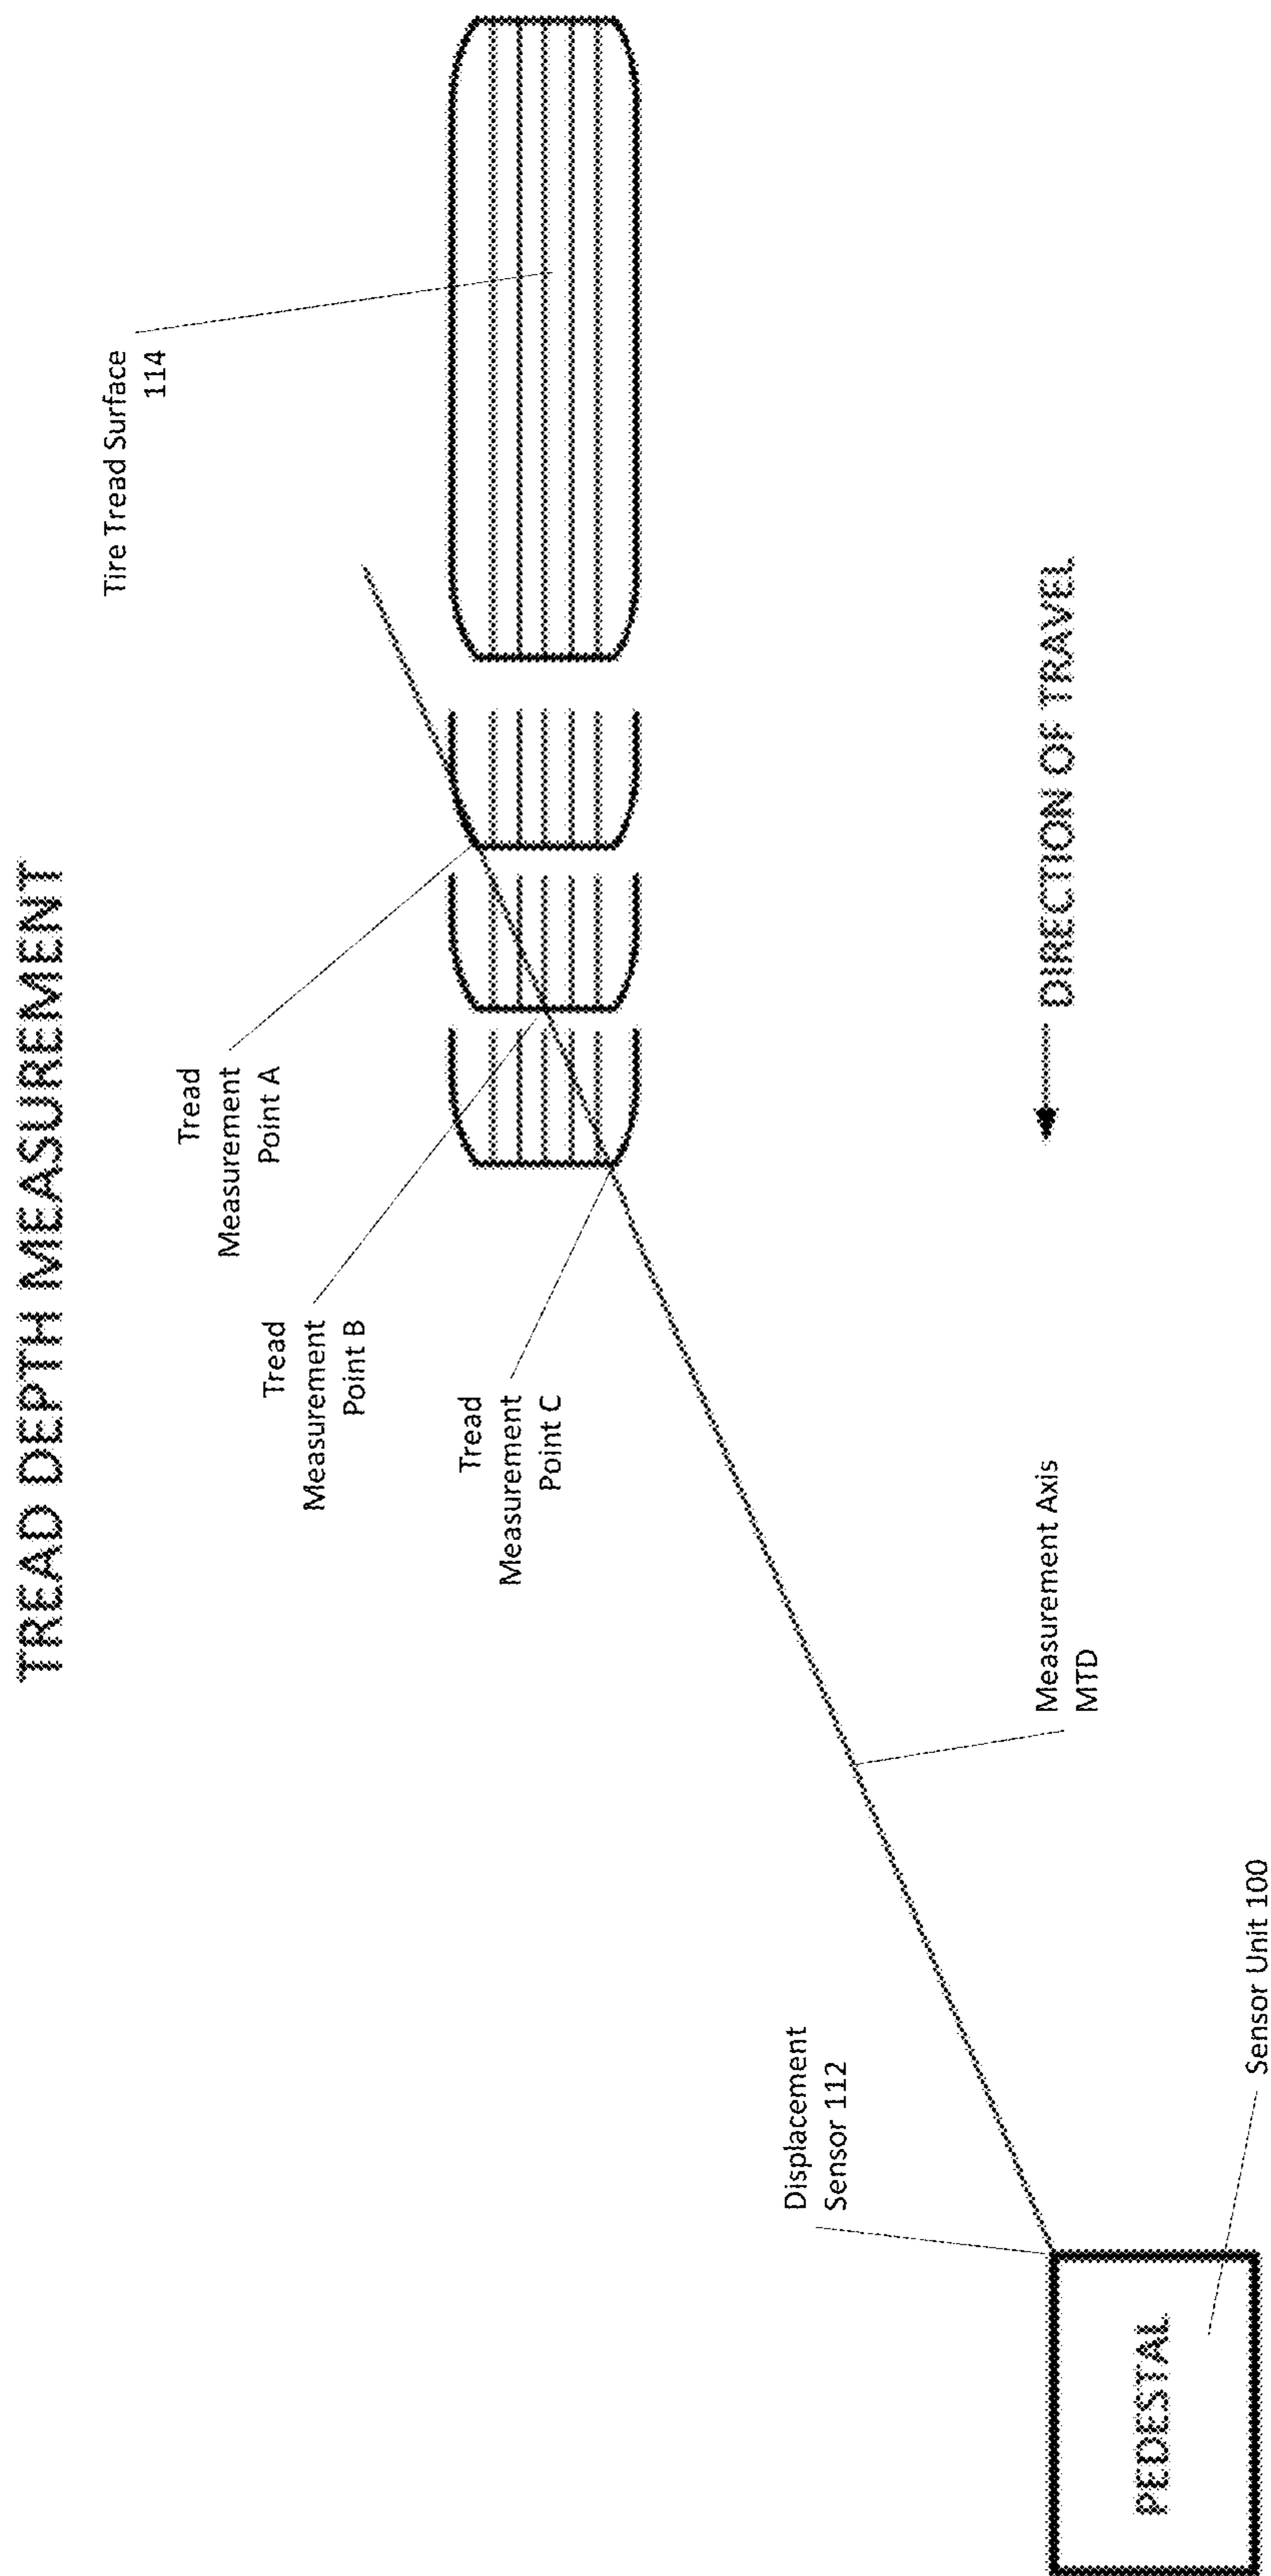 TREAD DEPTH MEASUREMENT
Tire Tread Surface
114
Tread
Measurement
Point A
Tread
Measurement
Point B
Tread
Measurement
Point C
DIRECTION OF TRAVEL
Measurement Axis
MTD
Displacement
Sensor 112
PEDESTAL
Sensor Unit 100